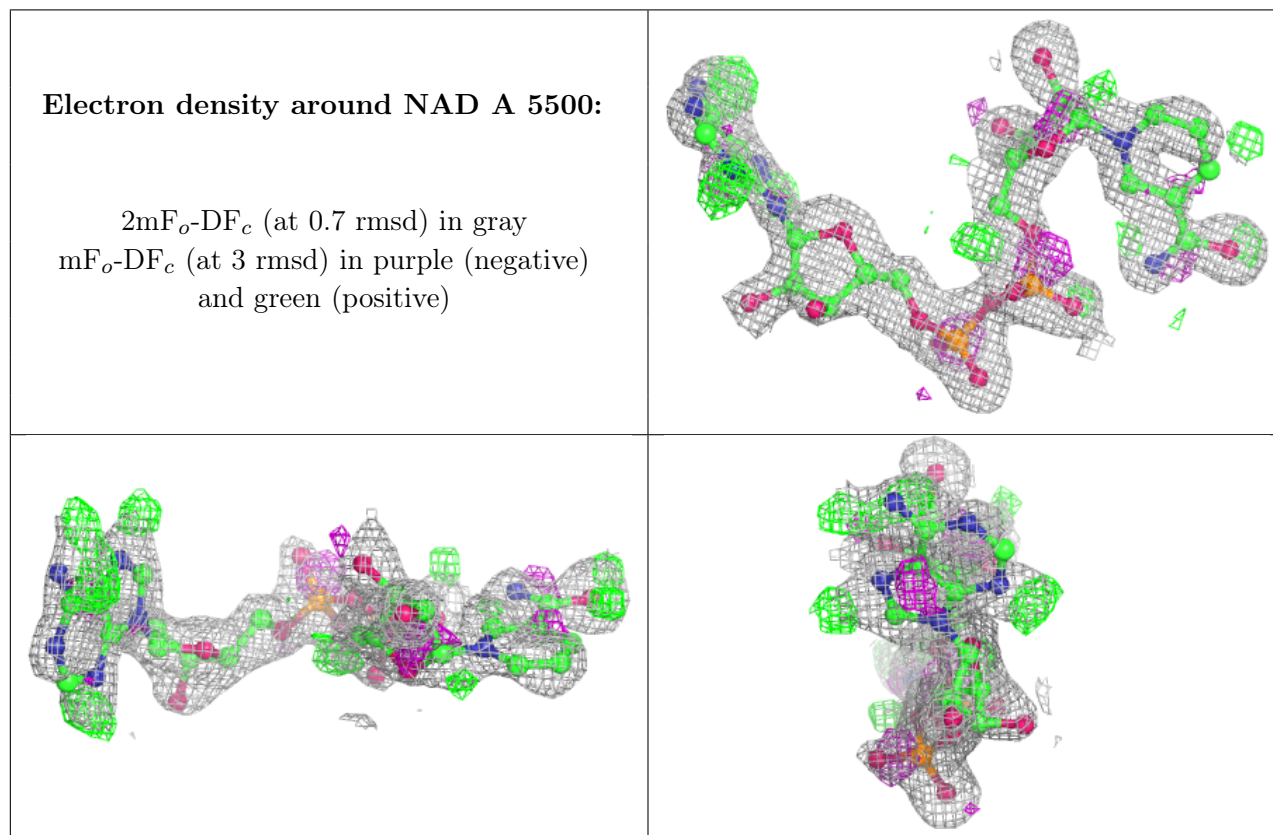 Electron density around NAD A 5500:
2mFo-DFc (at 0.7 rmsd) in gray
mFo-DFc (at 3 rmsd) in purple (negative)
and green (positive)